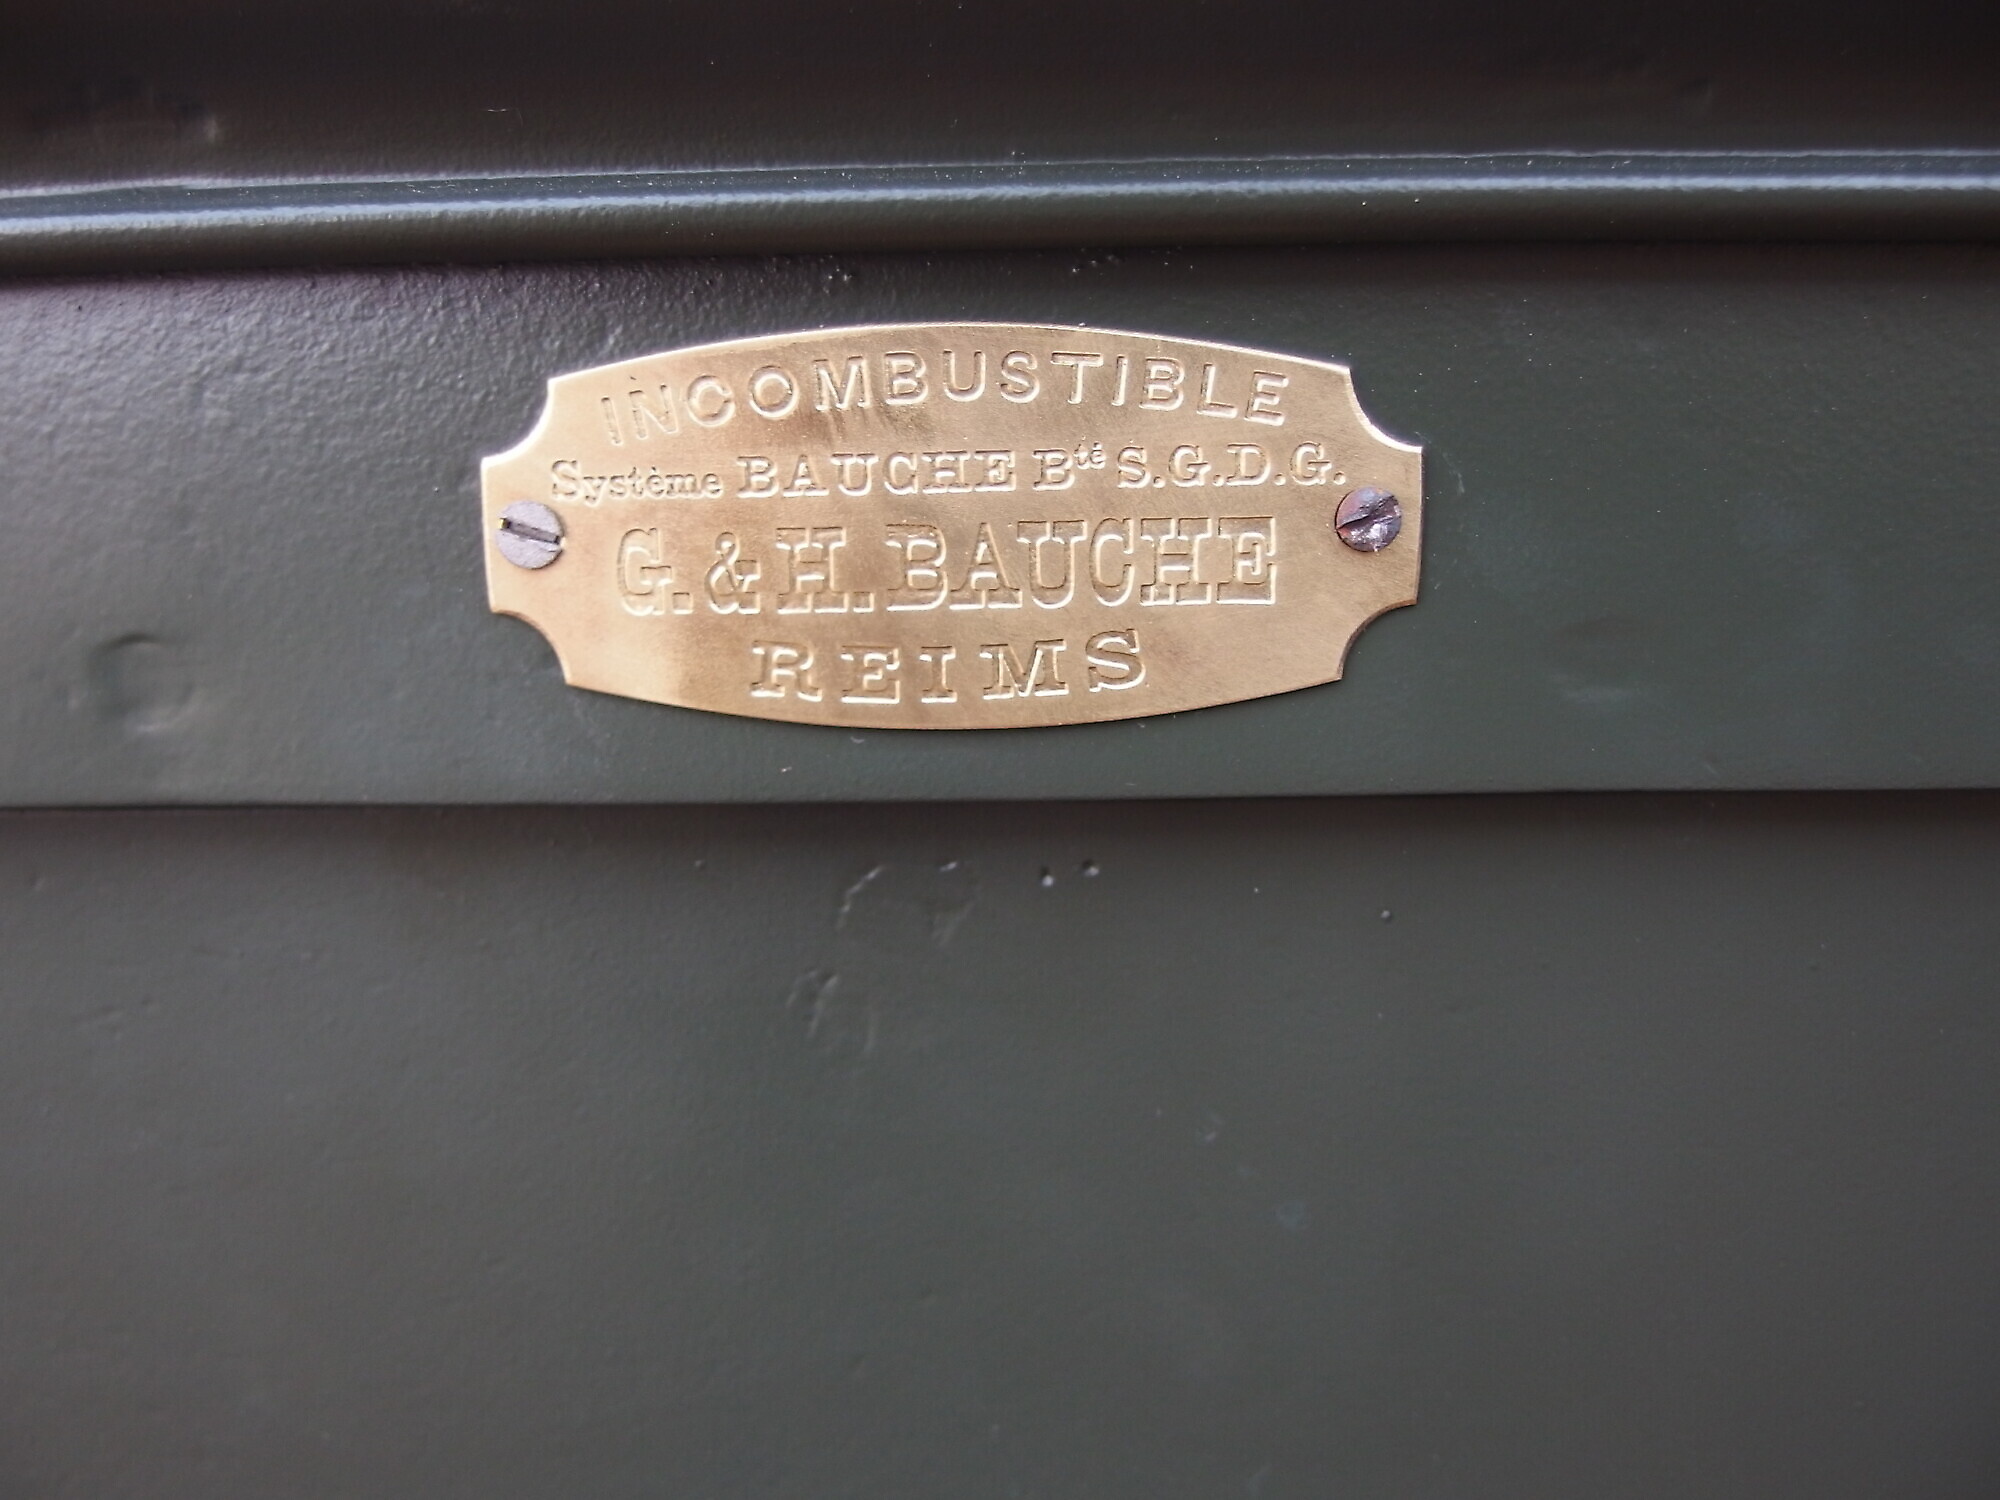 INCOMBUSTIBLE
Système BAUCHE Bté S.G.D.G.
G. & H. BAUCHE
REIMS